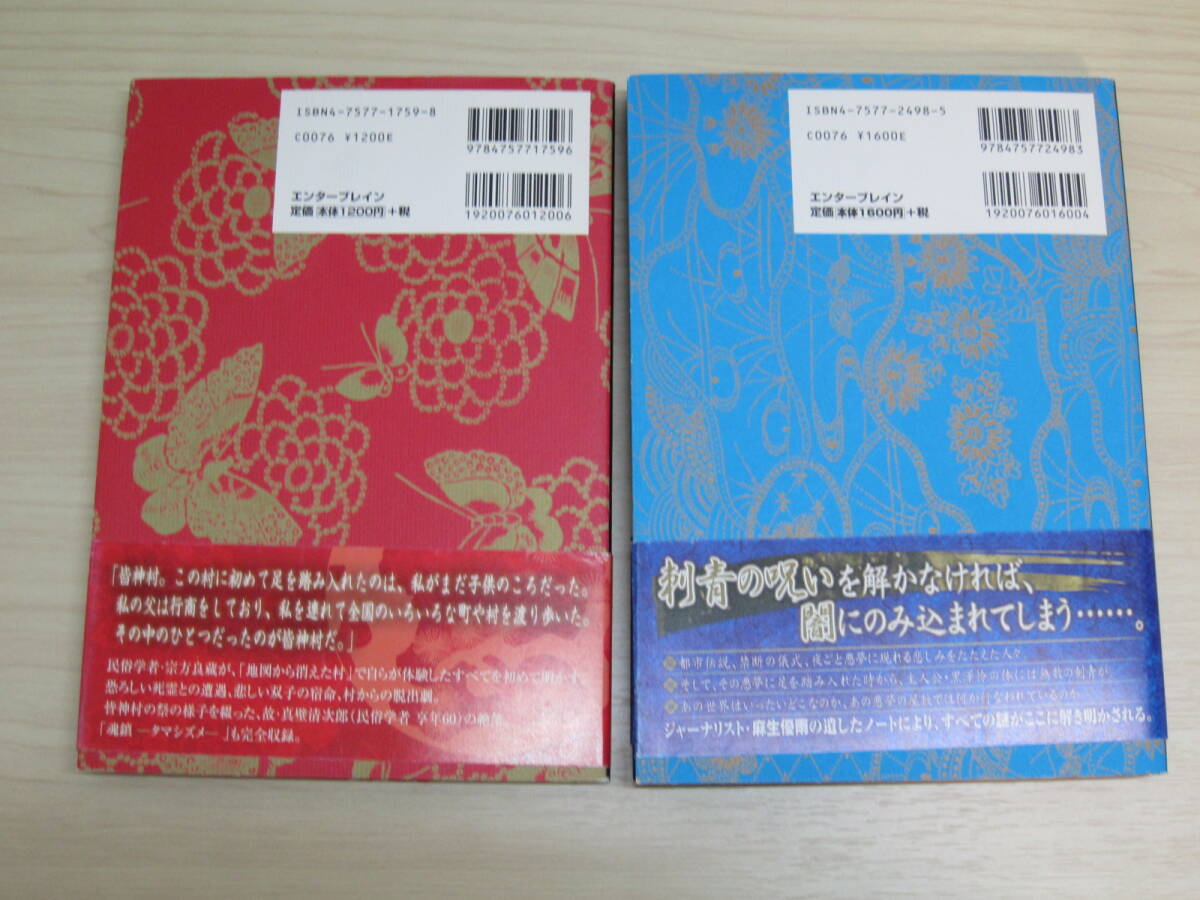 ISBN4-7577-1759-8
C0076 ¥1200E
9784757717596
エンターブレイン
定価 本体1200円 +税
1920076012006
「皆神村。この村に初めて足を踏み入れたのは、私がまだ子供のころだった。
私の父は行商をしており、私を連れて全国のいろいろな町や村を渡り歩いた。
その中のひとつだったのが皆神村だ。」
民俗学者・宗方良蔵が、「地図から消えた村」で自らが体験したすべてを初めて明かす。
恐ろしい死霊との遭遇、悲しい双子の宿命、村からの脱出劇。
皆神村の祭の様子を綴った、故・真壁清次郎（民俗学者 享年60）の絶筆
「魂鎮 ―タマシズメ― 」も完全収録。
ISBN4-7577-2498-5
C0076 ¥1600E
9784757724983
エンターブレイン
定価 本体1600円 +税
1920076016004
刺青の呪いを解かなければ、
闇にのみ込まれてしまう……。
都市伝説、禁断の儀式、夜ごと悪夢に現れる悲しみをたたえた人々
そして、その悪夢に足を踏み入れた時から、主人公・黒澤怜の体には無数の刺青が
あの世界はいったいどこなのか、あの悪夢の屋敷では何が行なわれているのか
ジャーナリスト・麻生優雨の遺したノートにより、すべての謎がここに解き明かされる。